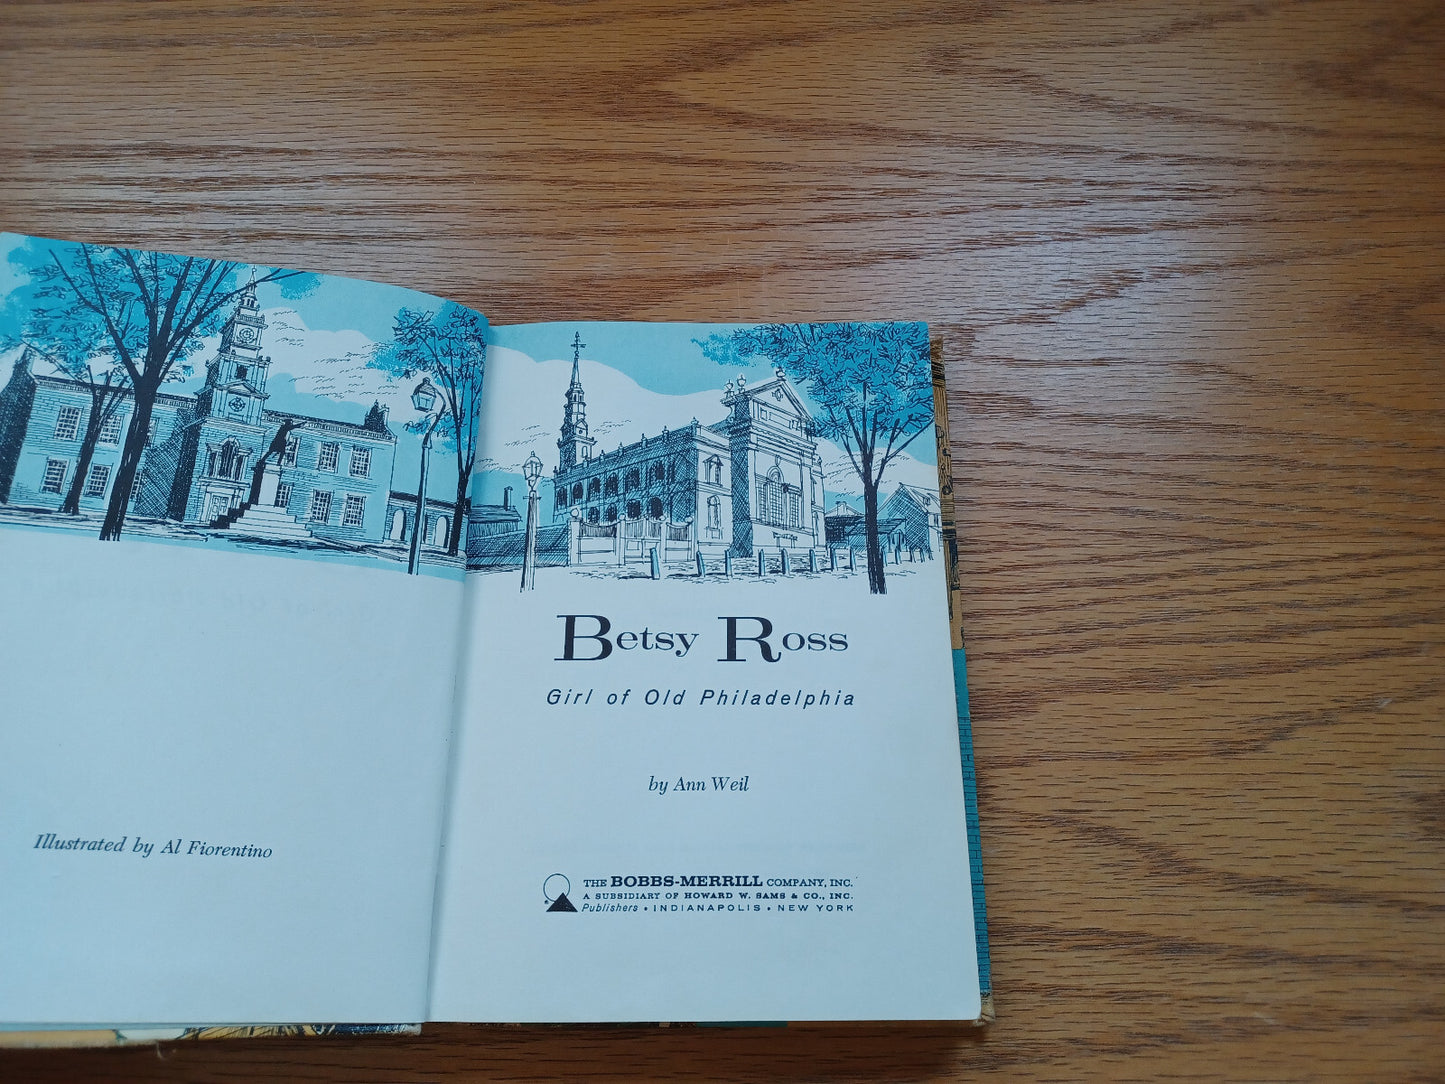 Illustrated by Al Fiorentino
Betsy Ross
Girl of Old Philadelphia
by Ann Weil
THE BOBBS-MERRILL COMPANY, INC.
A SUBSIDIARY OF HOWARD W. SAMS & CO., INC.
Publishers • INDIANAPOLIS • NEW YORK